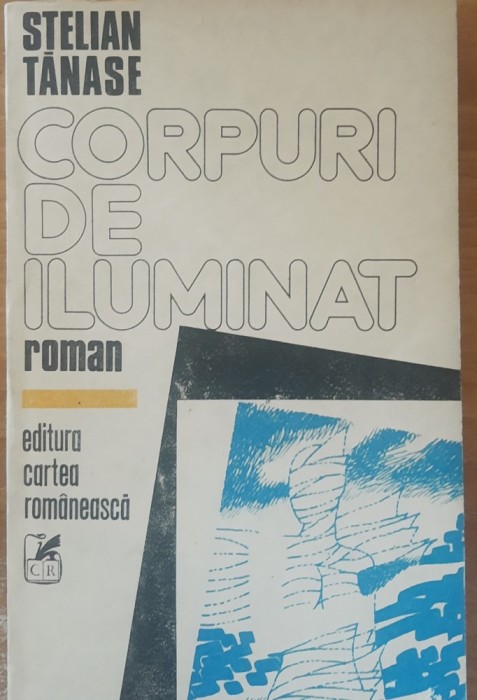 STELIAN
TĂNASE
CORPURI
DE
ILUMINAT
roman
editura
cartea
românească
CR